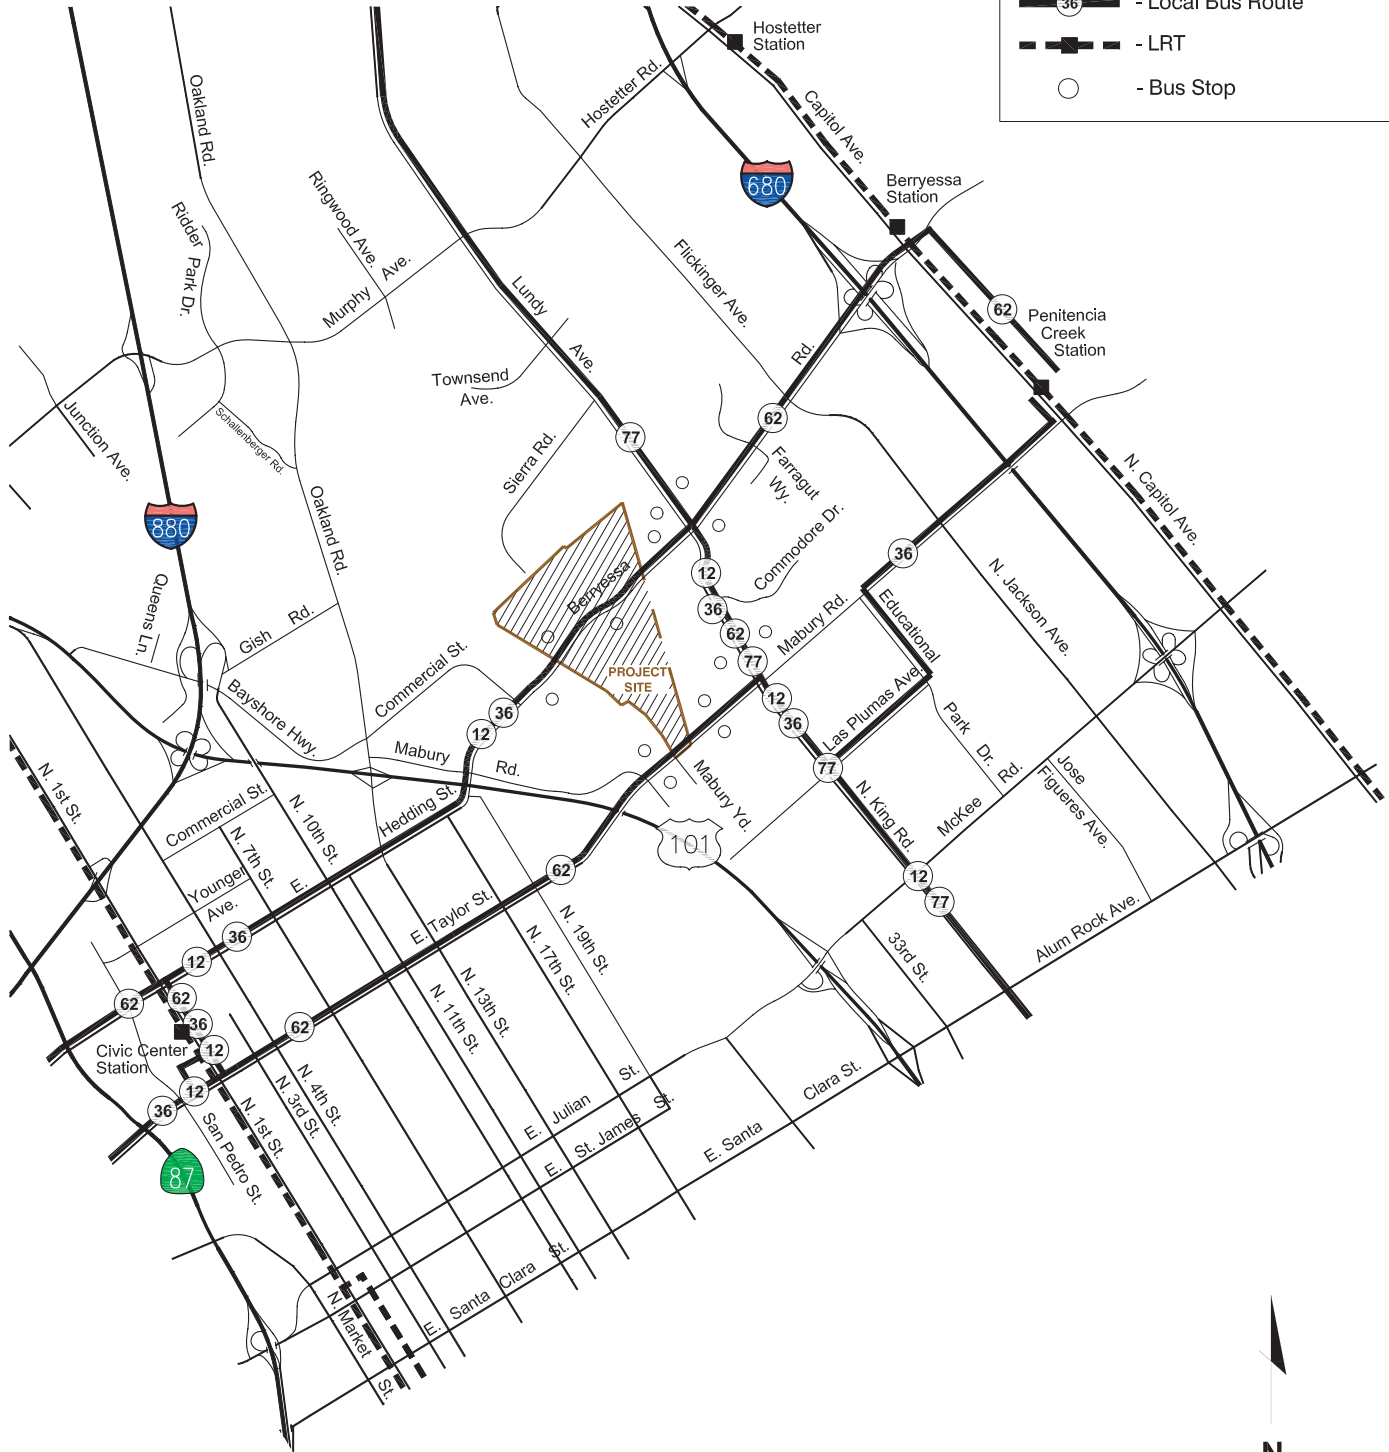 36
- Local Bus Route
- LRT
- Bus Stop
Hostetter
Station
Oakland Rd.
Hostetter Rd.
Capitol Ave.
680
Berryessa
Station
Ridder Park Dr.
Ringwood Ave.
Murphy Ave.
Lundy Ave.
Flickinger Ave.
62
Penitencia
Creek
Station
Rd.
Townsend
Ave.
62
Junction Ave.
Schallenberger Rd.
77
Sierra Rd.
Farragut
Wy.
N. Capitol Ave.
Oakland Rd.
880
Commodore Dr.
36
Berryessa
12
36
62
77
Mabury Rd.
Educational
Park Dr.
N. Jackson Ave.
Queens Ln.
Gish Rd.
Commercial St.
PROJECT
SITE
Bayshore Hwy.
36
12
12
36
Las Plumas Ave.
Mabury Rd.
Mabury Yd.
77
N. 1st St.
Commercial St.
N. 10th St.
Hedding St.
E.
N. 7th St.
101
N. King Rd.
McKee Rd.
Jose
Figueres Ave.
Younger
Ave.
62
12
77
E. Taylor St.
N. 19th St.
N. 17th St.
36
12
33rd St.
Alum Rock Ave.
62
62
36
12
62
N. 13th St.
N. 11th St.
Civic Center
Station
12
36
San Pedro St.
N. 1st St.
N. 3rd St.
N. 4th St.
E. Julian St.
E. St. James St.
E. Santa Clara St.
87
E. Santa Clara St.
N. Market St.
N